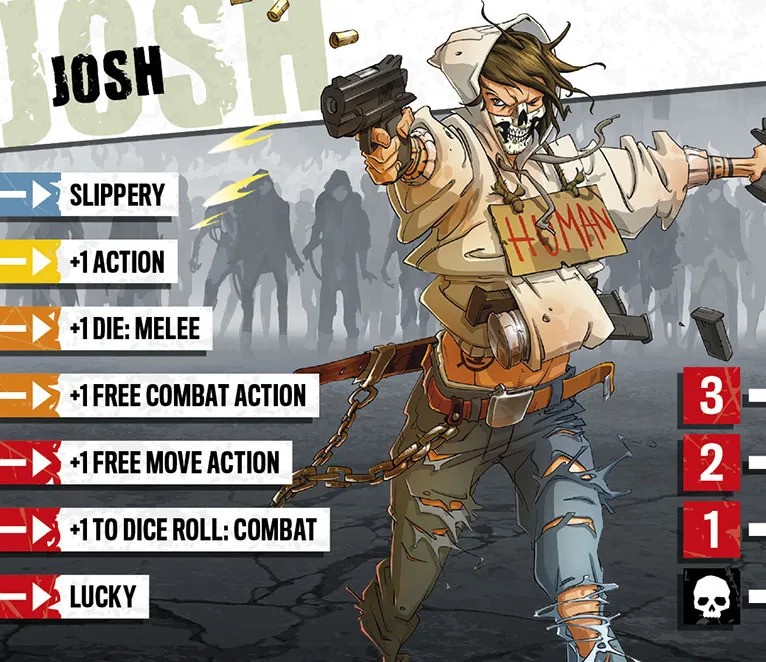 JOSH
JOSH
SLIPPERY
+1 ACTION
+1 DIE: MELEE
+1 FREE COMBAT ACTION
+1 FREE MOVE ACTION
+1 TO DICE ROLL: COMBAT
LUCKY
HUMAN
3
2
1